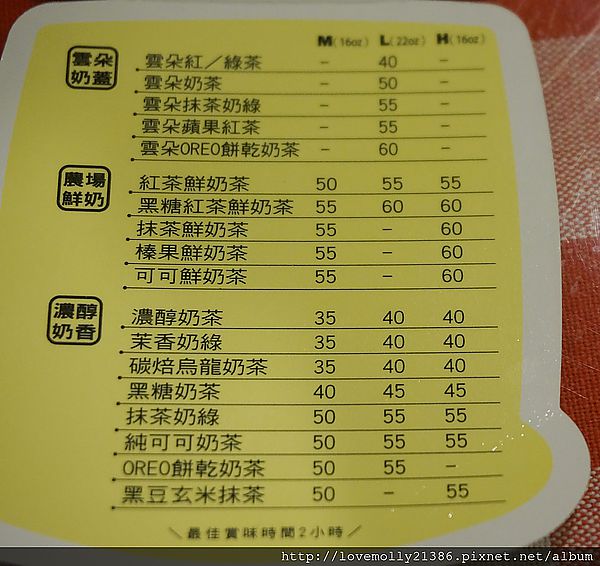 M(16oz) L(22oz) H(16oz)
雲朵奶蓋
雲朵紅／綠茶 – 40 –
雲朵奶茶 – 50 –
雲朵抹茶奶綠 – 55 –
雲朵蘋果紅茶 – 55 –
雲朵OREO餅乾奶茶 – 60 –
農場鮮奶
紅茶鮮奶茶 50 55 55
黑糖紅茶鮮奶茶 55 60 60
抹茶鮮奶茶 55 – 60
榛果鮮奶茶 55 – 60
可可鮮奶茶 55 – 60
濃醇奶香
濃醇奶茶 35 40 40
茉香奶綠 35 40 40
碳焙烏龍奶茶 35 40 40
黑糖奶茶 40 45 45
抹茶奶綠 50 55 55
純可可奶茶 50 55 55
OREO餅乾奶茶 50 55 –
黑豆玄米抹茶 50 – 55
＼最佳賞味時間2小時／
http://lovemolly21386.pixnet.net/album